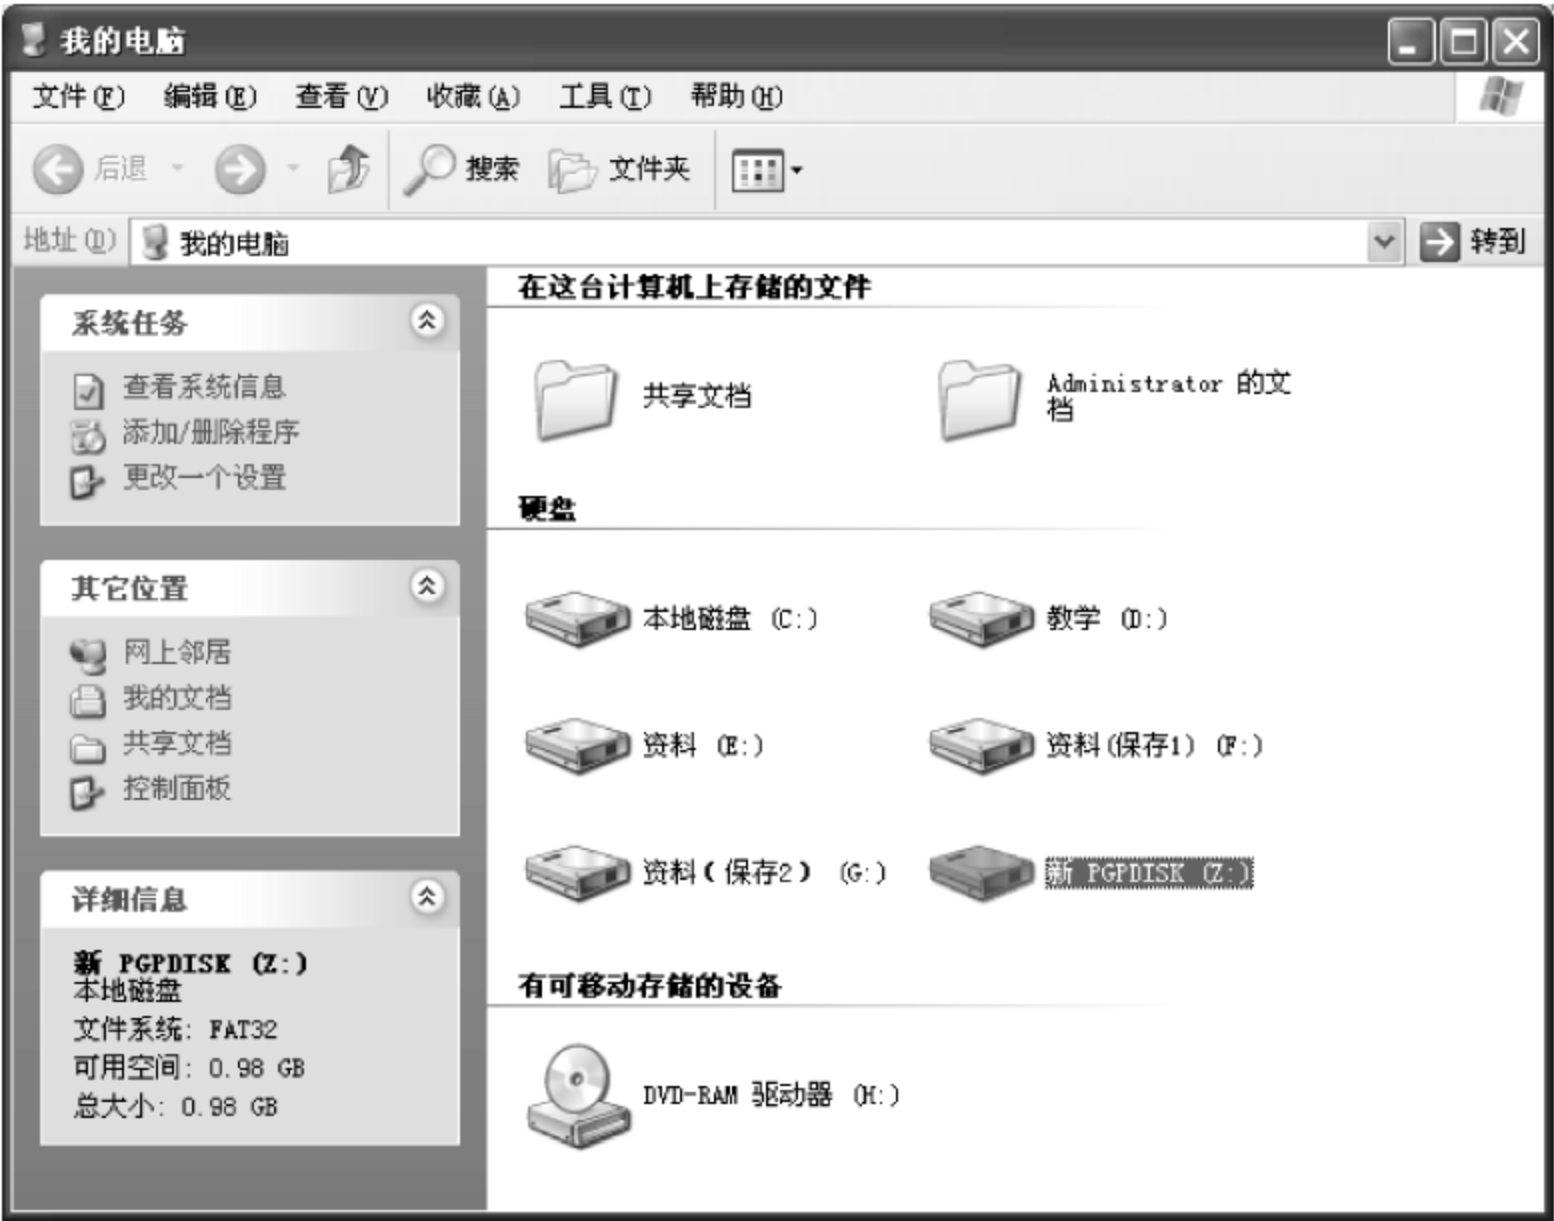 我的电脑
文件(F) 编辑(E) 查看(V) 收藏(A) 工具(T) 帮助(H)
后退 搜索 文件夹
地址(D) 我的电脑 转到
系统任务
查看系统信息
添加/删除程序
更改一个设置
其它位置
网上邻居
我的文档
共享文档
控制面板
详细信息
新 PGPDISK (Z:)
本地磁盘
文件系统: FAT32
可用空间: 0.98 GB
总大小: 0.98 GB
在这台计算机上存储的文件
共享文档
Administrator 的文
档
硬盘
本地磁盘 (C:) 教学 (D:)
资料 (E:) 资料(保存1) (F:)
资料(保存2) (G:) 新 PGPDISK (Z:)
有可移动存储的设备
DVD-RAM 驱动器 (H:)